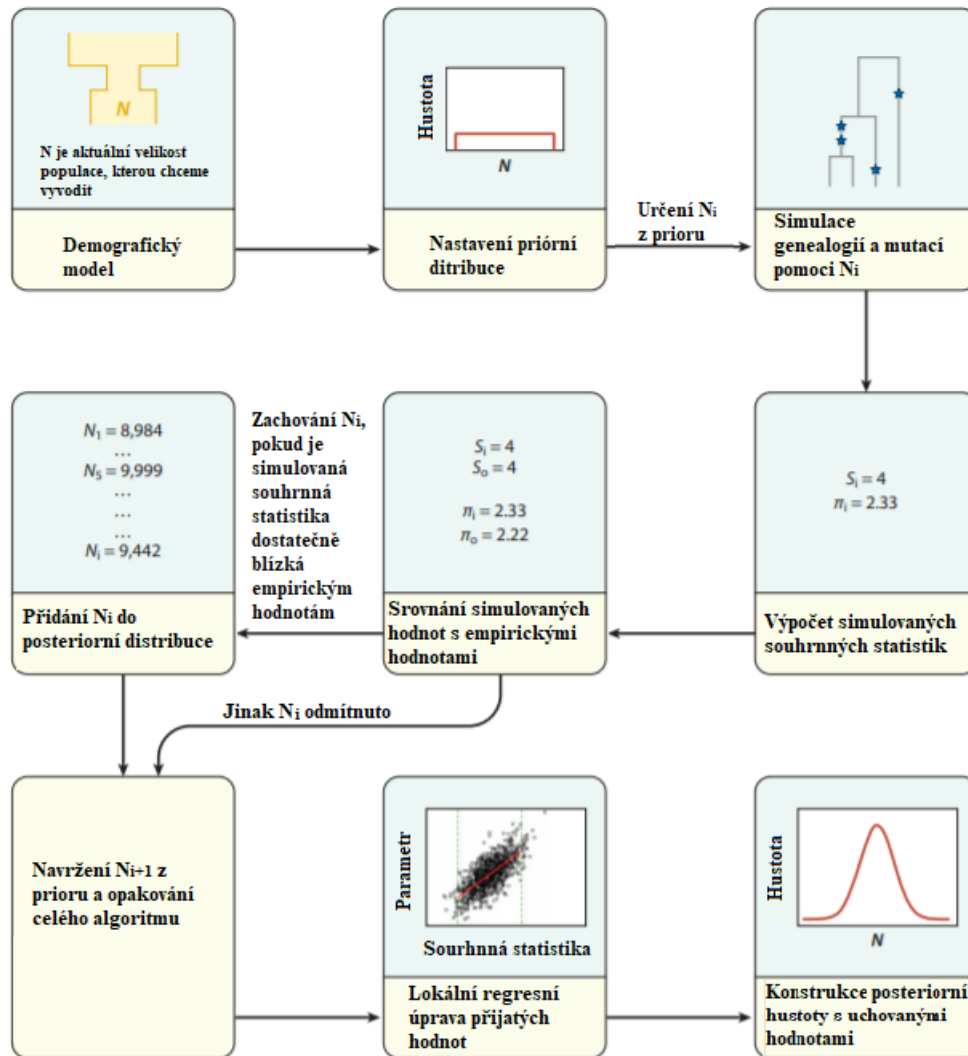 N
N je aktuální velikost
populace, kterou chceme
vyvodit
Demografický
model
Hustota
N
Nastavení priórní
ditribuce
Určení Ni
z prioru
Simulace
genealogií a mutací
pomoci Ni
N1 = 8,984
...
N5 = 9,999
...
...
...
Ni = 9,442
Přidání Ni do
posteriorní distribuce
Zachování Ni,
pokud je
simulovaná
souhrnná
statistika
dostatečně
blízká
empirickým
hodnotám
Si = 4
So = 4
πi = 2.33
πo = 2.22
Srovnání simulovaných
hodnot s empirickými
hodnotami
Si = 4
πi = 2.33
Výpočet simulovaných
souhrnných statistik
Jinak Ni odmítnuto
Navržení Ni+1 z
prioru a opakování
celého algoritmu
Parametr
Sourhnná statistika
Lokální regresní
úprava přijatých
hodnot
Hustota
N
Konstrukce posteriorní
hustoty s uchovanými
hodnotami